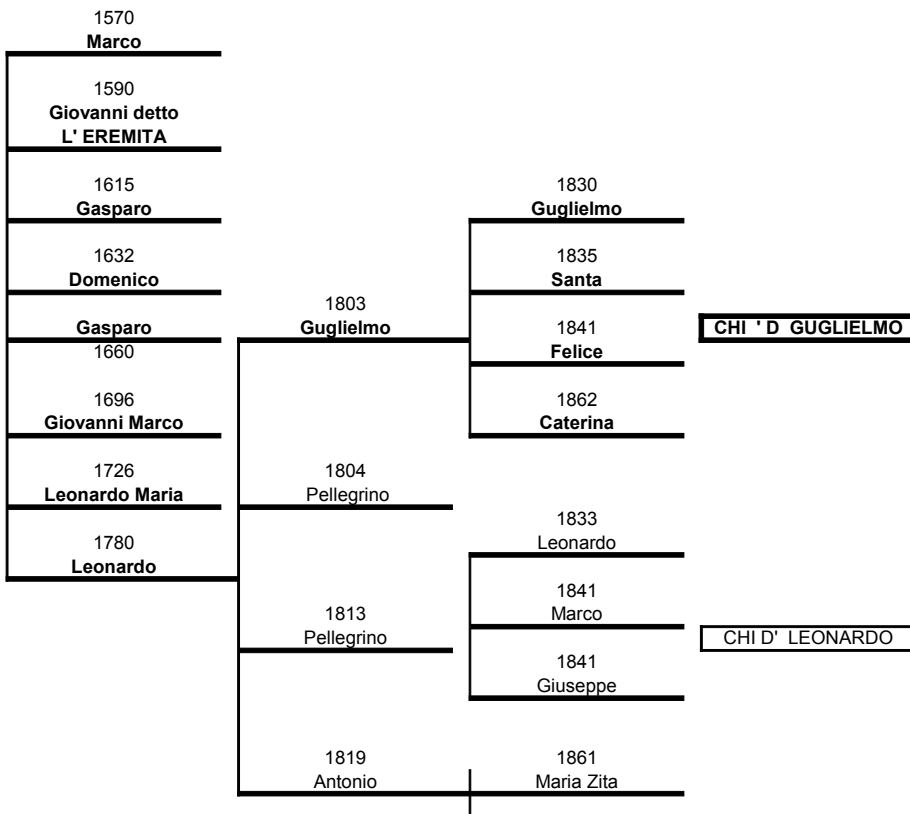 1570
Marco
1590
Giovanni detto
L' EREMITA
1615
Gasparo
1632
Domenico
Gasparo
1660
1696
Giovanni Marco
1726
Leonardo Maria
1780
Leonardo
1803
Guglielmo
1804
Pellegrino
1813
Pellegrino
1819
Antonio
1830
Guglielmo
1835
Santa
1841
Felice
1862
Caterina
1833
Leonardo
1841
Marco
1841
Giuseppe
1861
Maria Zita
CHI ' D GUGLIELMO
CHI D' LEONARDO